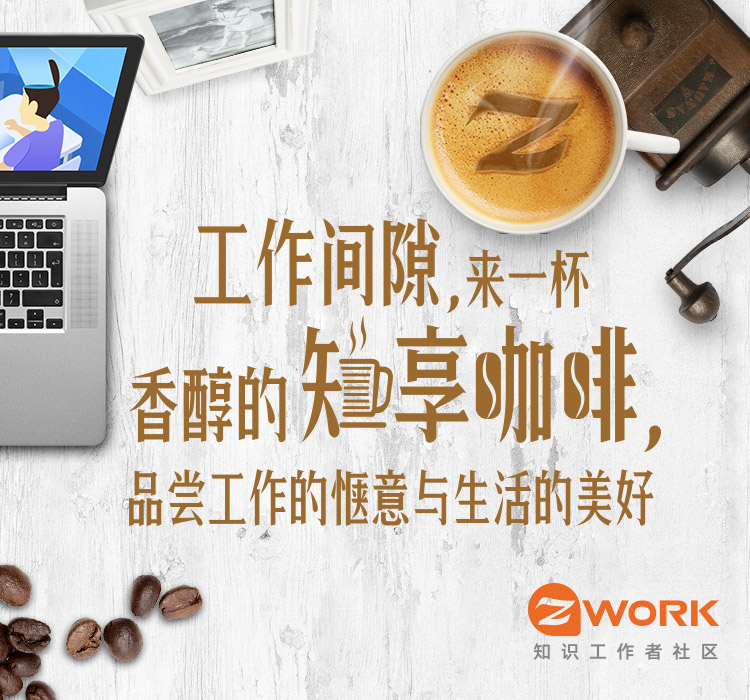 工作间隙,来一杯
香醇的知享咖啡,
品尝工作的惬意与生活的美好
Z
ZWORK
知识工作者社区